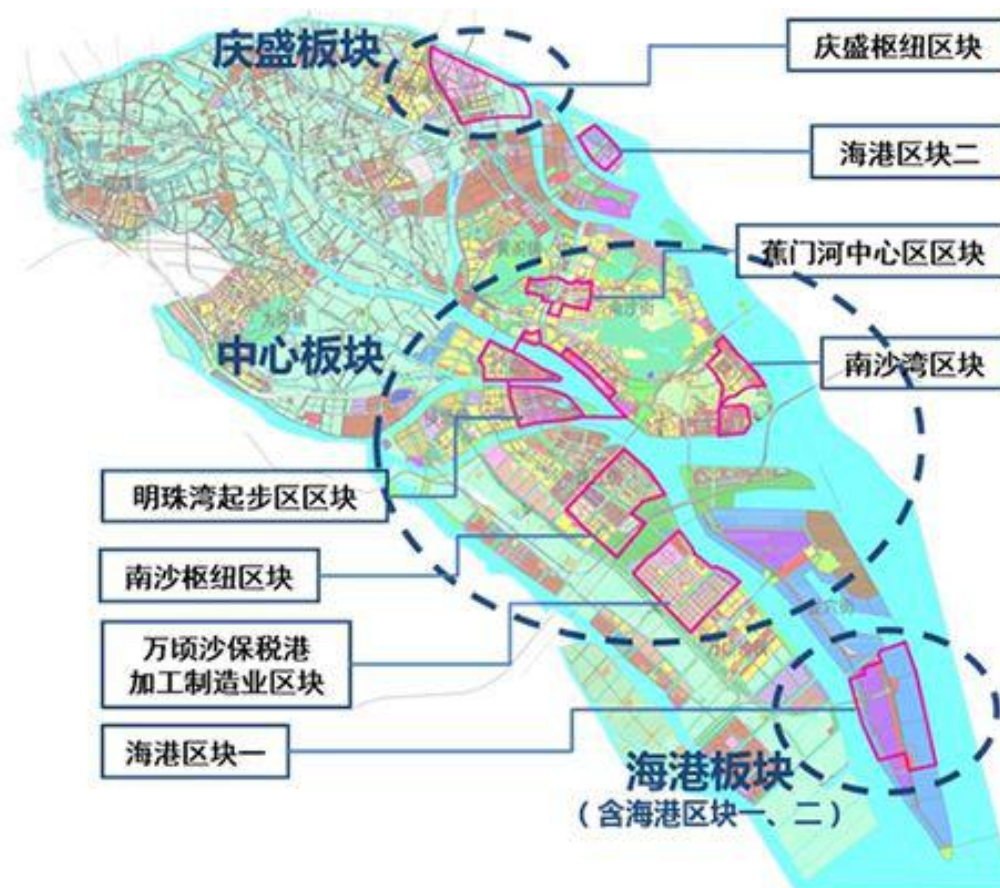 庆盛板块
庆盛枢纽区块
海港区块二
蕉门河中心区区块
中心板块
南沙湾区块
明珠湾起步区区块
南沙枢纽区块
万顷沙保税港
加工制造业区块
海港区块一
海港板块
（含海港区块一、二）